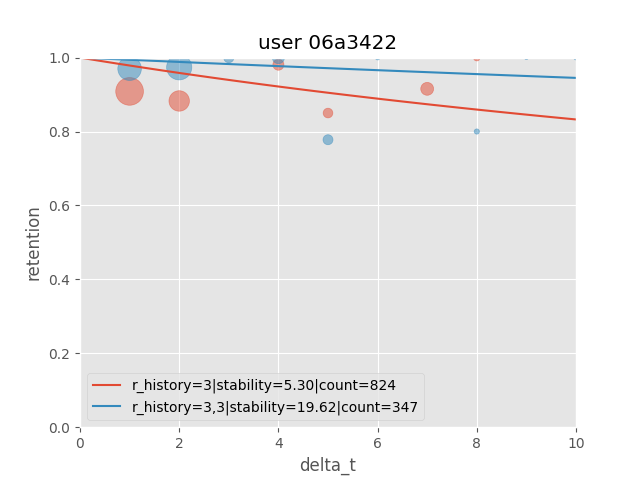 user 06a3422
1.0
0.8
0.6
0.4
0.2
0.0
retention
r_history=3|stability=5.30|count=824
r_history=3,3|stability=19.62|count=347
0 2 4 6 8 10
delta_t